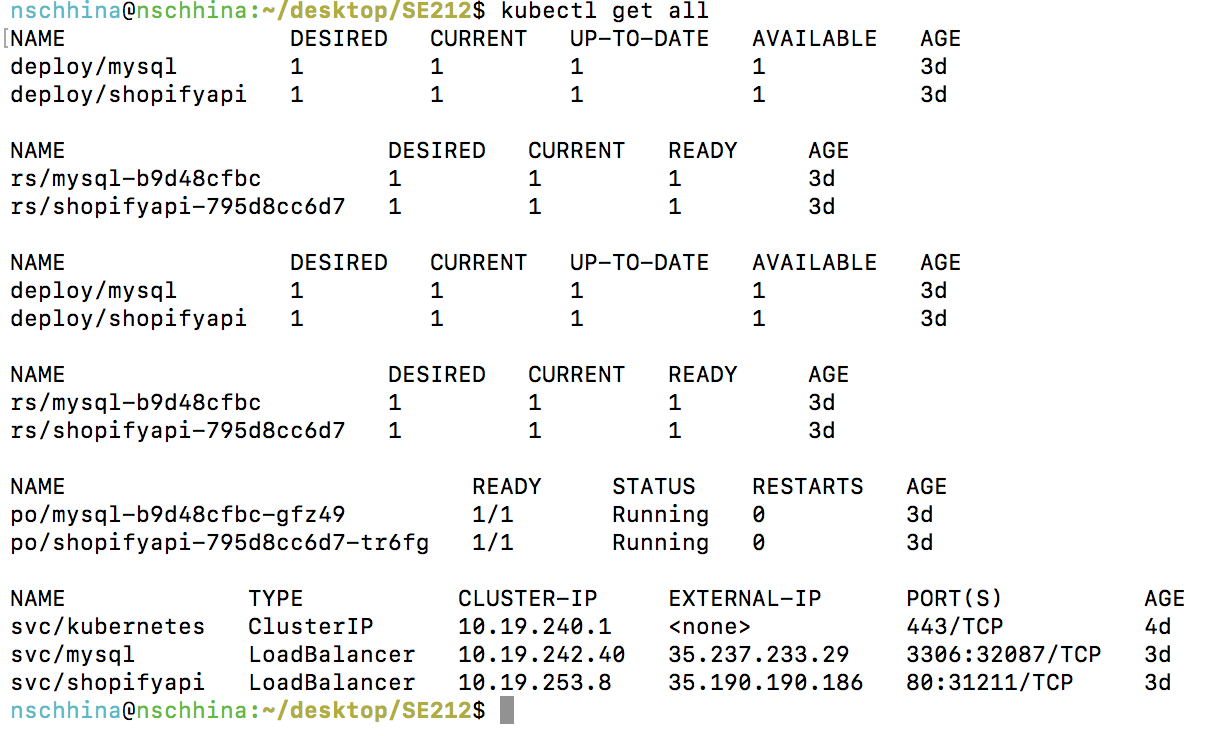 nschhina@nschhina:~/desktop/SE212$ kubectl get all
[NAME DESIRED CURRENT UP-TO-DATE AVAILABLE AGE
deploy/mysql 1 1 1 1 3d
deploy/shopifyapi 1 1 1 1 3d
NAME DESIRED CURRENT READY AGE
rs/mysql-b9d48cfbc 1 1 1 3d
rs/shopifyapi-795d8cc6d7 1 1 1 3d
NAME DESIRED CURRENT UP-TO-DATE AVAILABLE AGE
deploy/mysql 1 1 1 1 3d
deploy/shopifyapi 1 1 1 1 3d
NAME DESIRED CURRENT READY AGE
rs/mysql-b9d48cfbc 1 1 1 3d
rs/shopifyapi-795d8cc6d7 1 1 1 3d
NAME READY STATUS RESTARTS AGE
po/mysql-b9d48cfbc-gfz49 1/1 Running 0 3d
po/shopifyapi-795d8cc6d7-tr6fg 1/1 Running 0 3d
NAME TYPE CLUSTER-IP EXTERNAL-IP PORT(S) AGE
svc/kubernetes ClusterIP 10.19.240.1 <none> 443/TCP 4d
svc/mysql LoadBalancer 10.19.242.40 35.237.233.29 3306:32087/TCP 3d
svc/shopifyapi LoadBalancer 10.19.253.8 35.190.190.186 80:31211/TCP 3d
nschhina@nschhina:~/desktop/SE212$